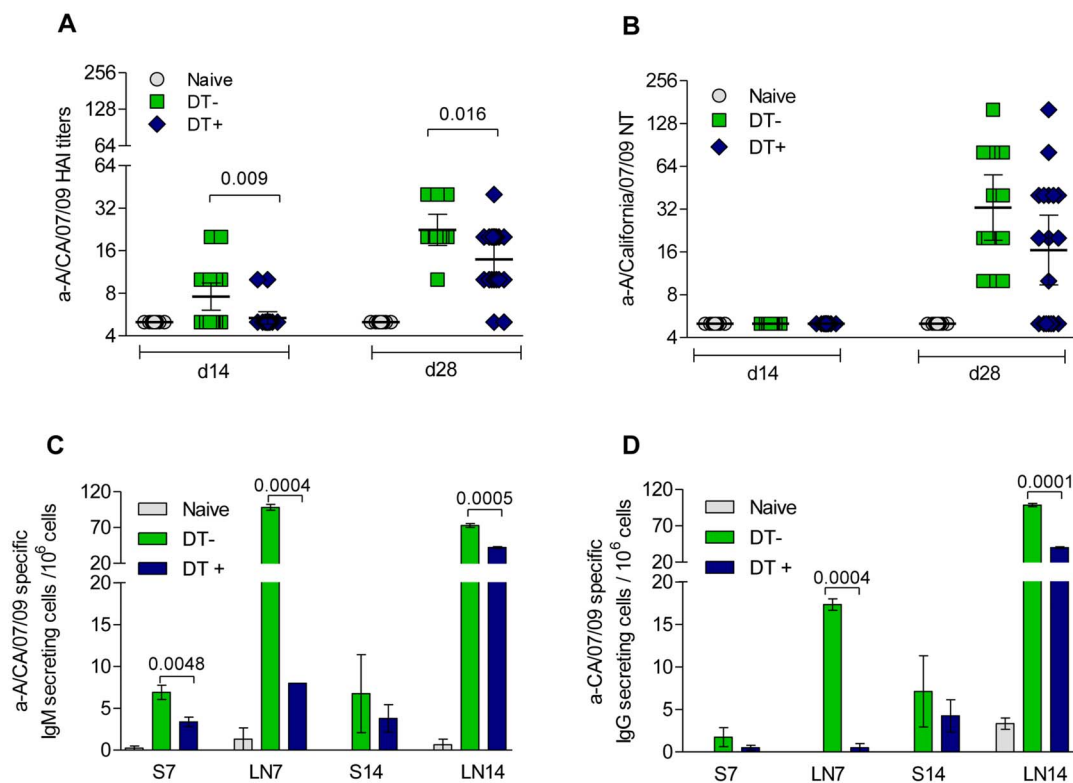 A
a-A/CA/07/09 HAI titers
256
128
64
64
32
16
8
4
Naive
DT-
DT+
0.009
0.016
d14
d28
B
a-A/California/07/09 NT
256
128
64
32
16
8
4
Naive
DT-
DT+
d14
d28
C
a-A/CA/07/09 specific
IgM secreting cells /10⁶ cells
120
70
20
20
15
10
5
0
Naive
DT-
DT +
0.0048
0.0004
0.0005
S7
LN7
S14
LN14
D
a-CA/07/09 specific
IgG secreting cells / 10⁶ cells
120
70
20
20
15
10
5
0
Naive
DT-
DT +
0.0004
0.0001
S7
LN7
S14
LN14